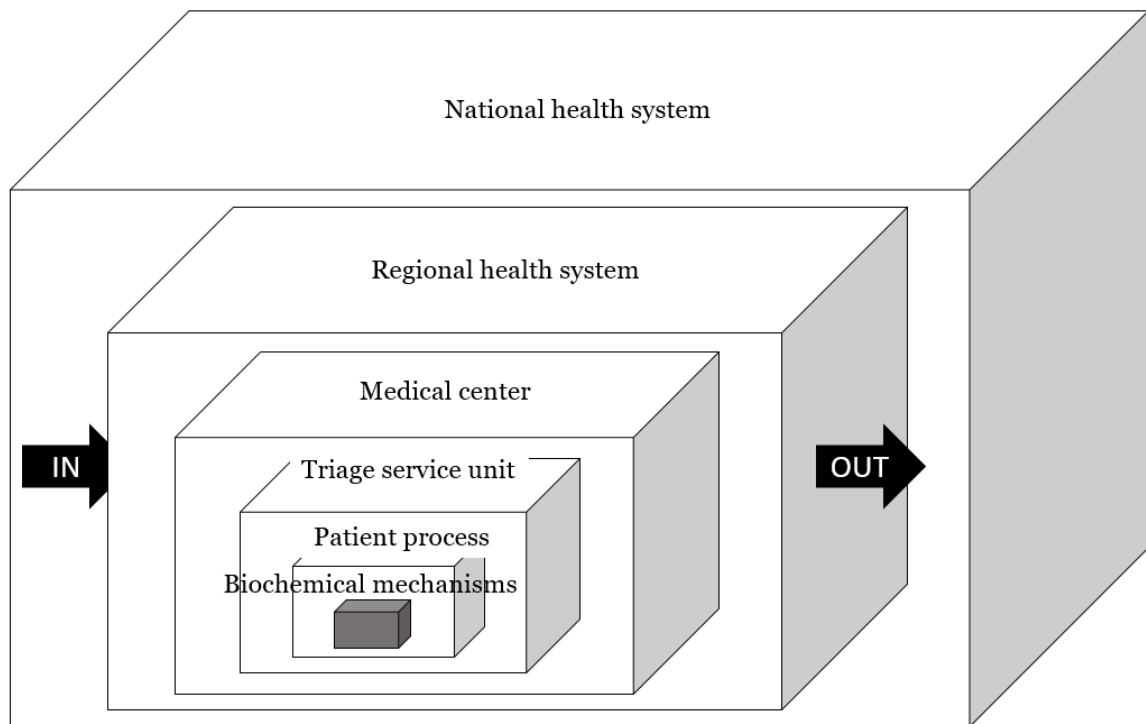 National health system
Regional health system
Medical center
IN
OUT
Triage service unit
Patient process
Biochemical mechanisms